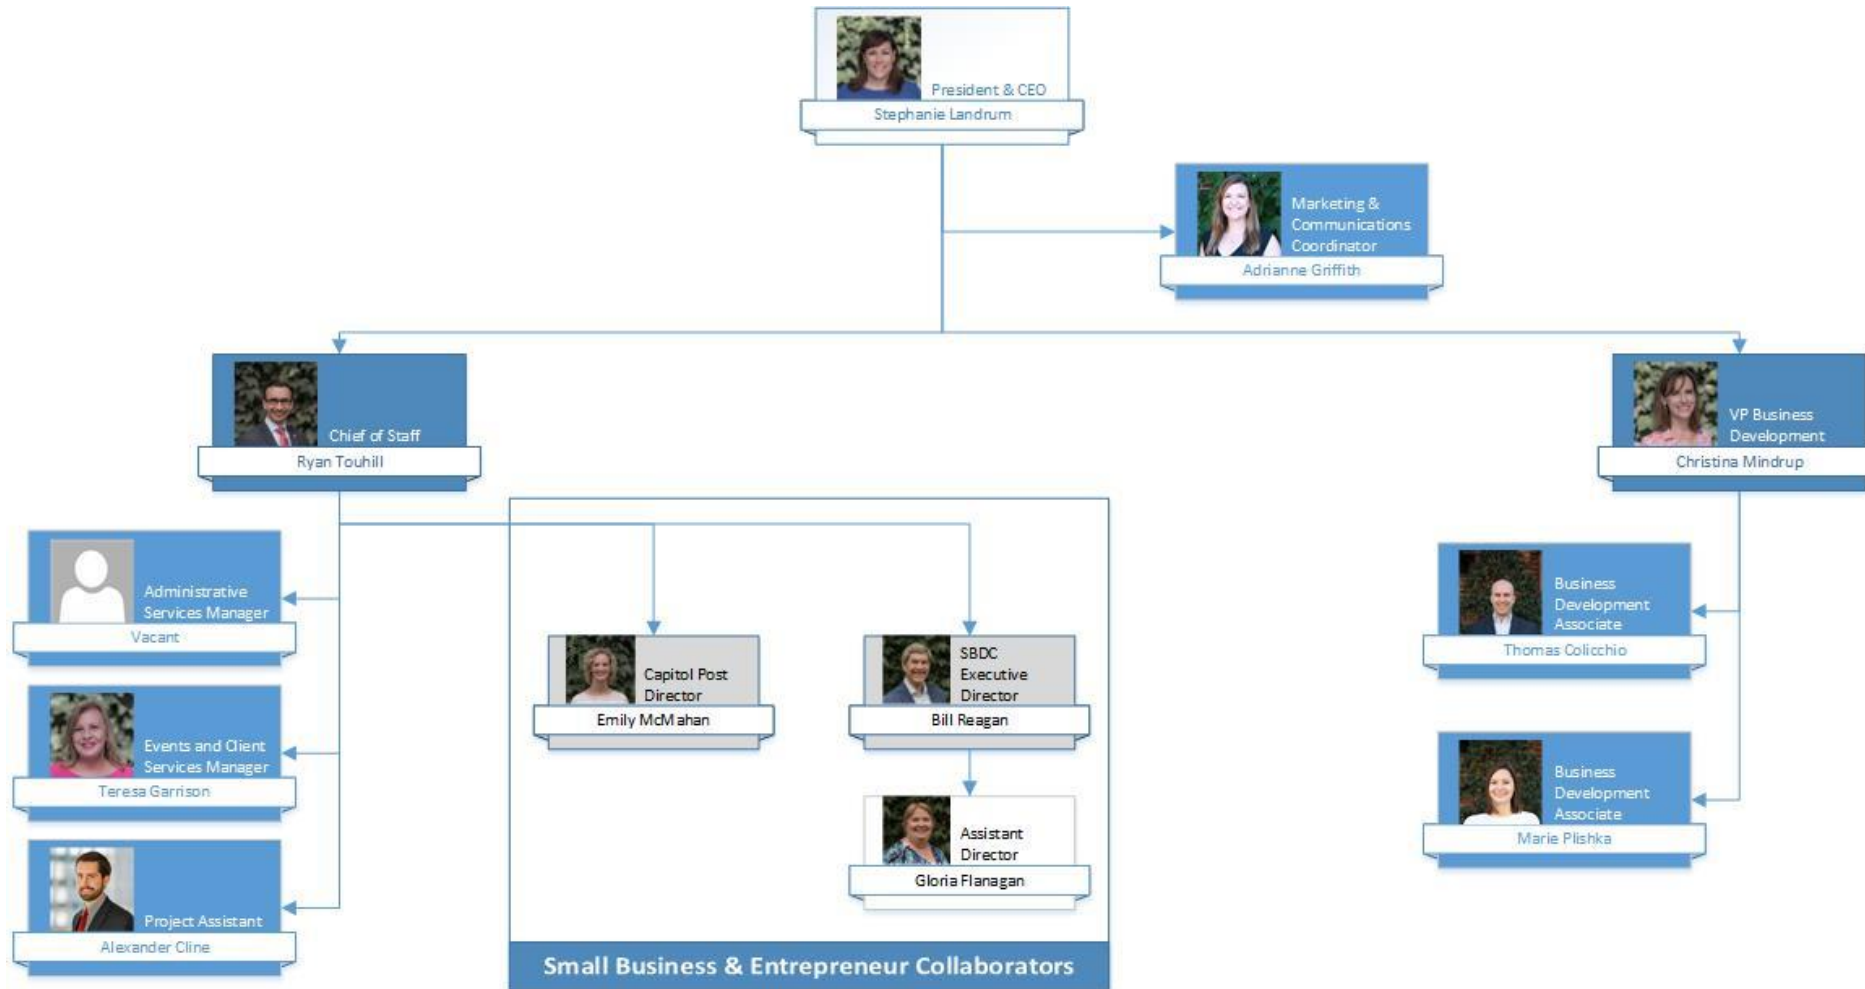 President & CEO
Stephanie Landrum
Marketing &
Communications
Coordinator
Adrianne Griffith
Chief of Staff
Ryan Touhill
VP Business
Development
Christina Mindrup
Administrative
Services Manager
Vacant
Events and Client
Services Manager
Teresa Garrison
Project Assistant
Alexander Cline
Capitol Post
Director
Emily McMahan
SBDC
Executive
Director
Bill Reagan
Assistant
Director
Gloria Flanagan
Small Business & Entrepreneur Collaborators
Business
Development
Associate
Thomas Colicchio
Business
Development
Associate
Marie Plishka